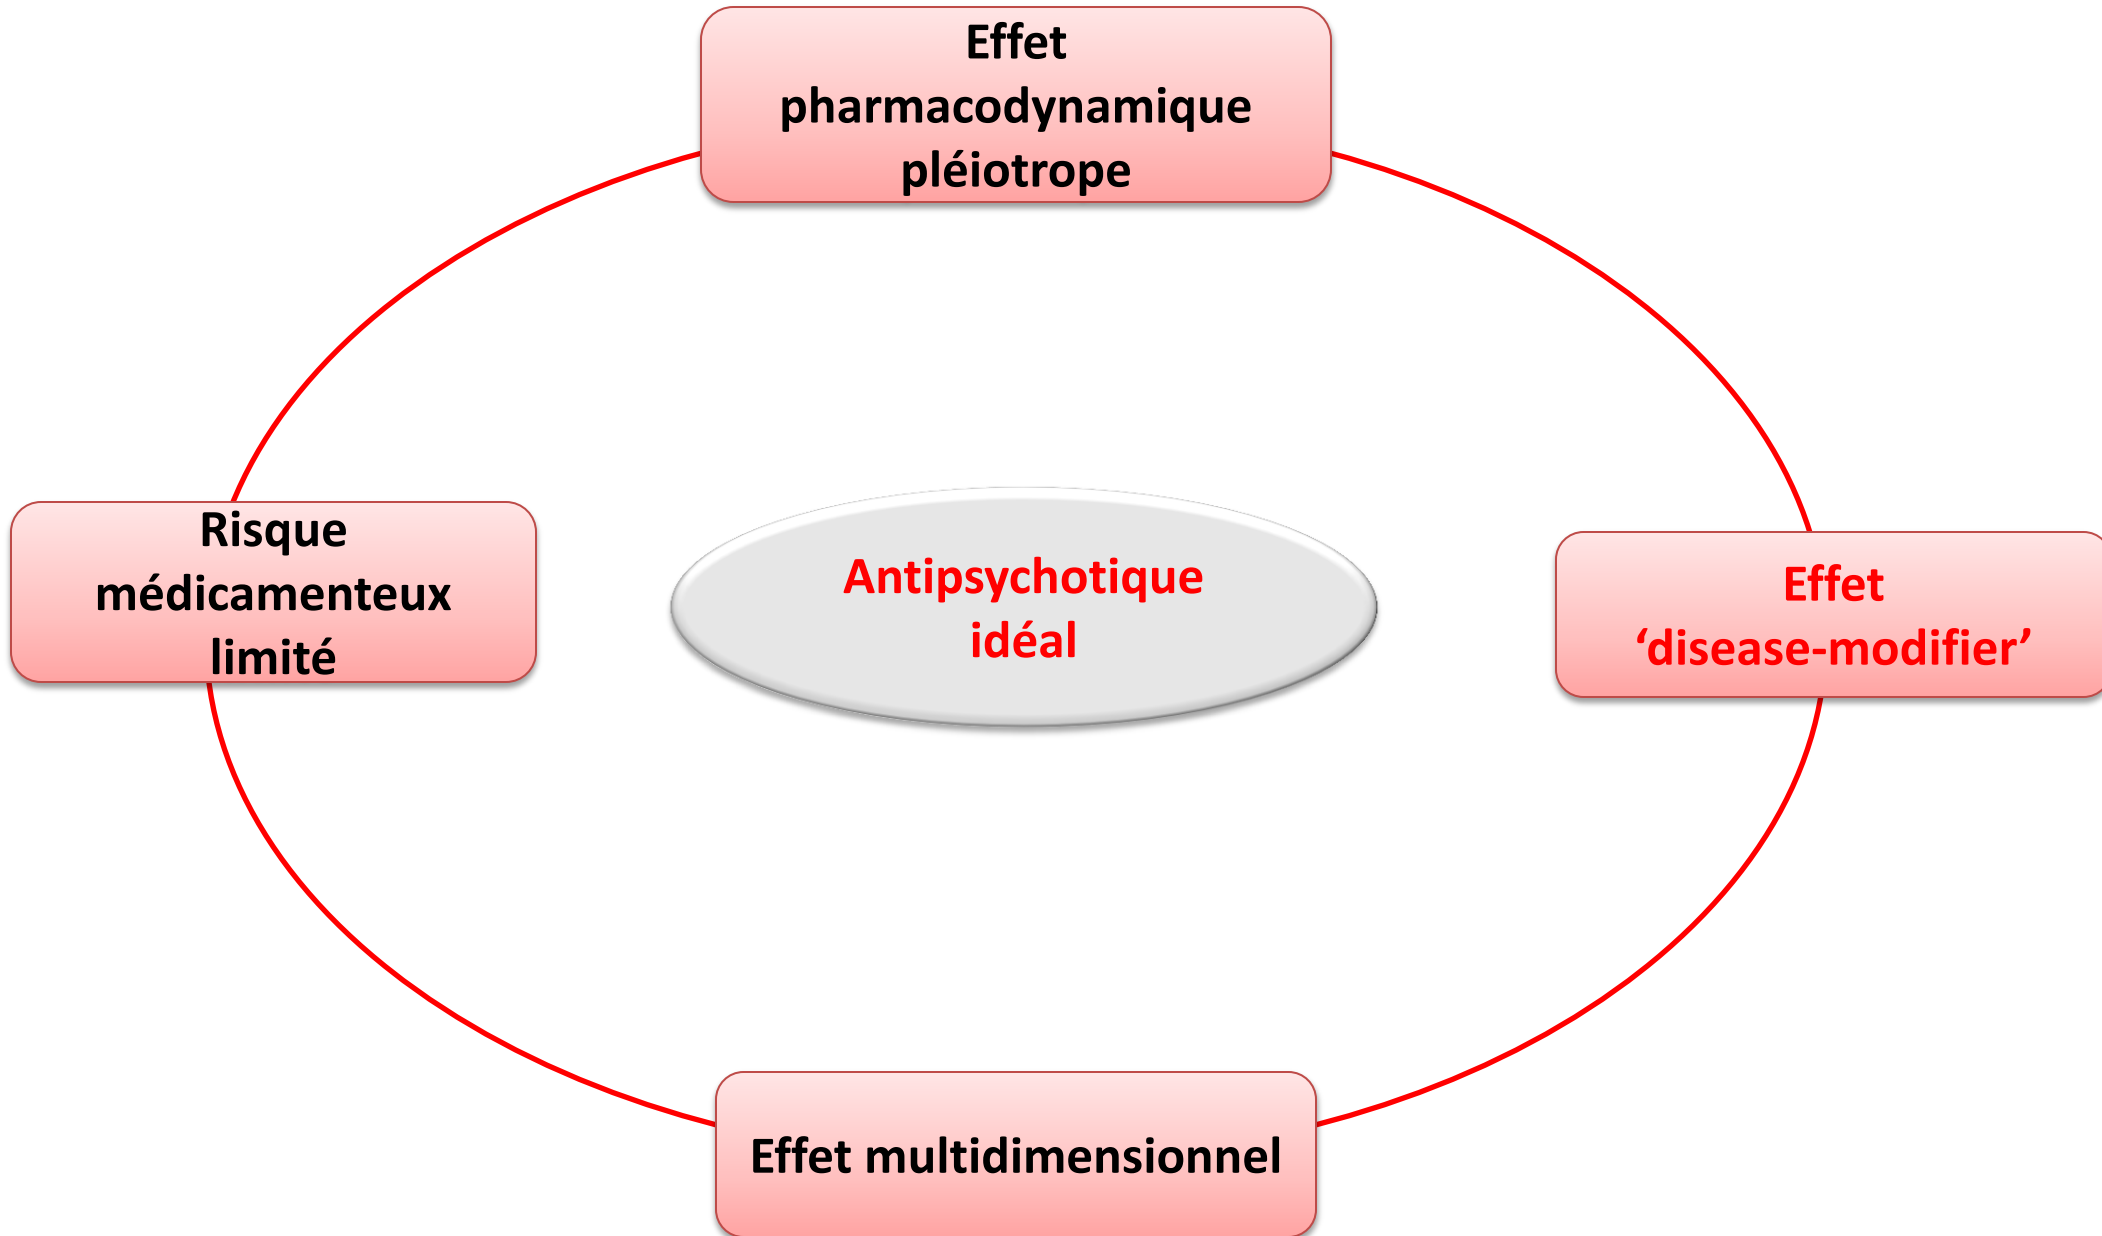 Effet
pharmacodynamique
pléiotrope
Risque
médicamenteux
limité
Antipsychotique
idéal
Effet
‘disease-modifier’
Effet multidimensionnel